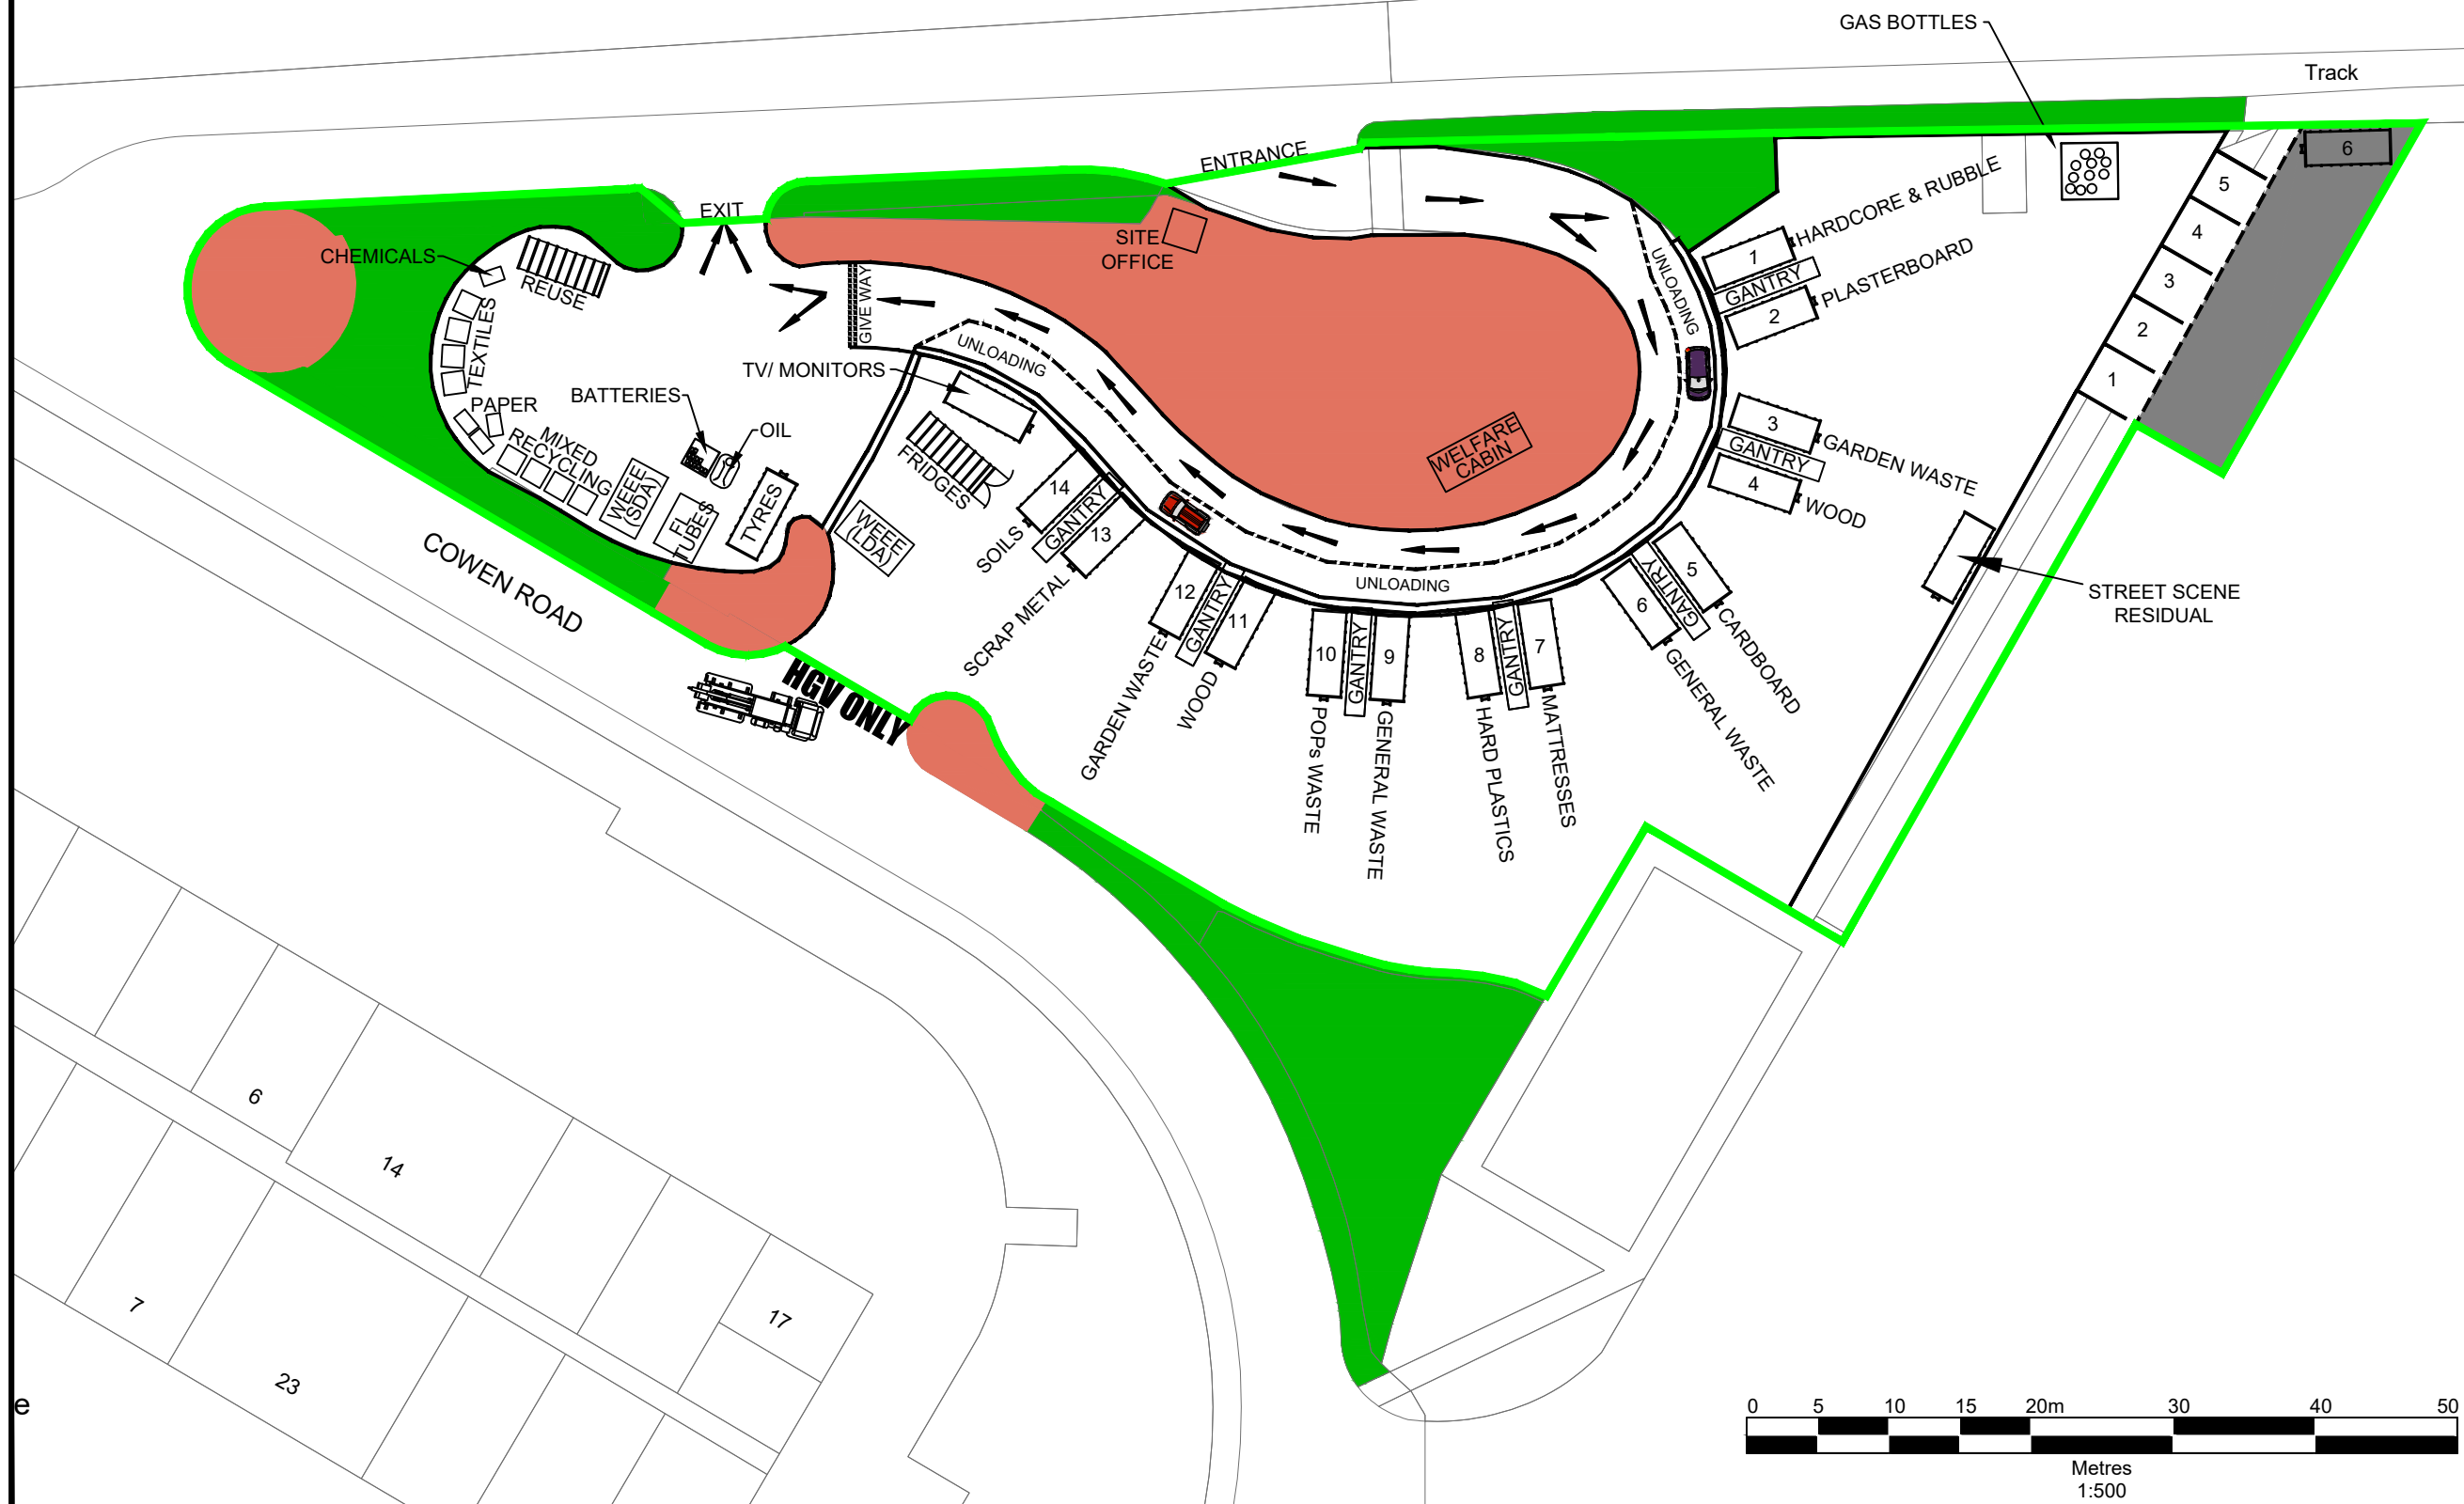 GAS BOTTLES
Track
ENTRANCE
EXIT
SITE
OFFICE
CHEMICALS
REUSE
TEXTILES
GIVE WAY
UNLOADING
TV/ MONITORS
PAPER
BATTERIES
OIL
MIXED
RECYCLING
WEEE
(SDA)
FL
TUBES
TYRES
FRIDGES
WEEE
(LDA)
COWEN ROAD
HGV ONLY
WELFARE
CABIN
UNLOADING
1
HARDCORE & RUBBLE
GANTRY
2
PLASTERBOARD
3
GARDEN WASTE
GANTRY
4
WOOD
5
CARDBOARD
GANTRY
6
GENERAL WASTE
7
MATTRESSES
GANTRY
8
HARD PLASTICS
9
GENERAL WASTE
GANTRY
10
POPs WASTE
UNLOADING
11
WOOD
GANTRY
12
GARDEN WASTE
13
SCRAP METAL
GANTRY
14
SOILS
6
5
4
3
2
1
STREET SCENE
RESIDUAL
6
14
7
17
23
e
0 5 10 15 20m 30 40 50
Metres
1:500